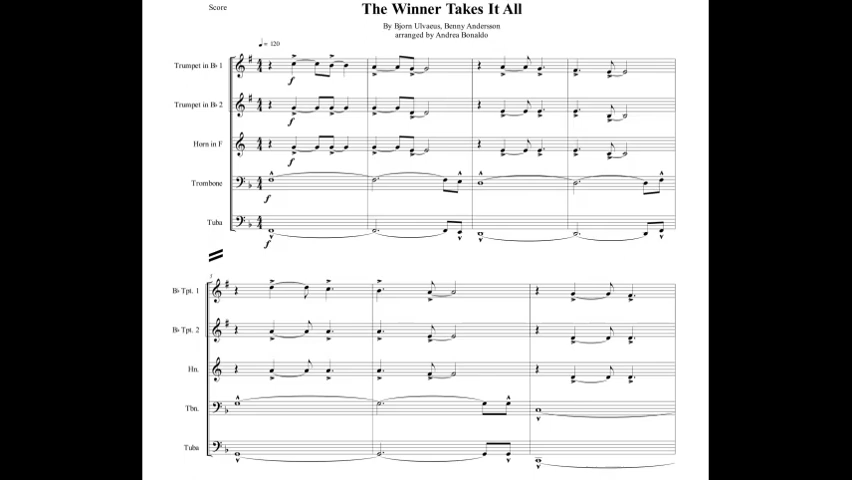 Score
The Winner Takes It All
By Bjorn Ulvaeus, Benny Andersson
arranged by Andrea Bonaldo
♩ = 120
Trumpet in B♭ 1
f
Trumpet in B♭ 2
f
Horn in F
f
Trombone
f
Tuba
f
5
B♭ Tpt. 1
B♭ Tpt. 2
Hn.
Tbn.
Tuba